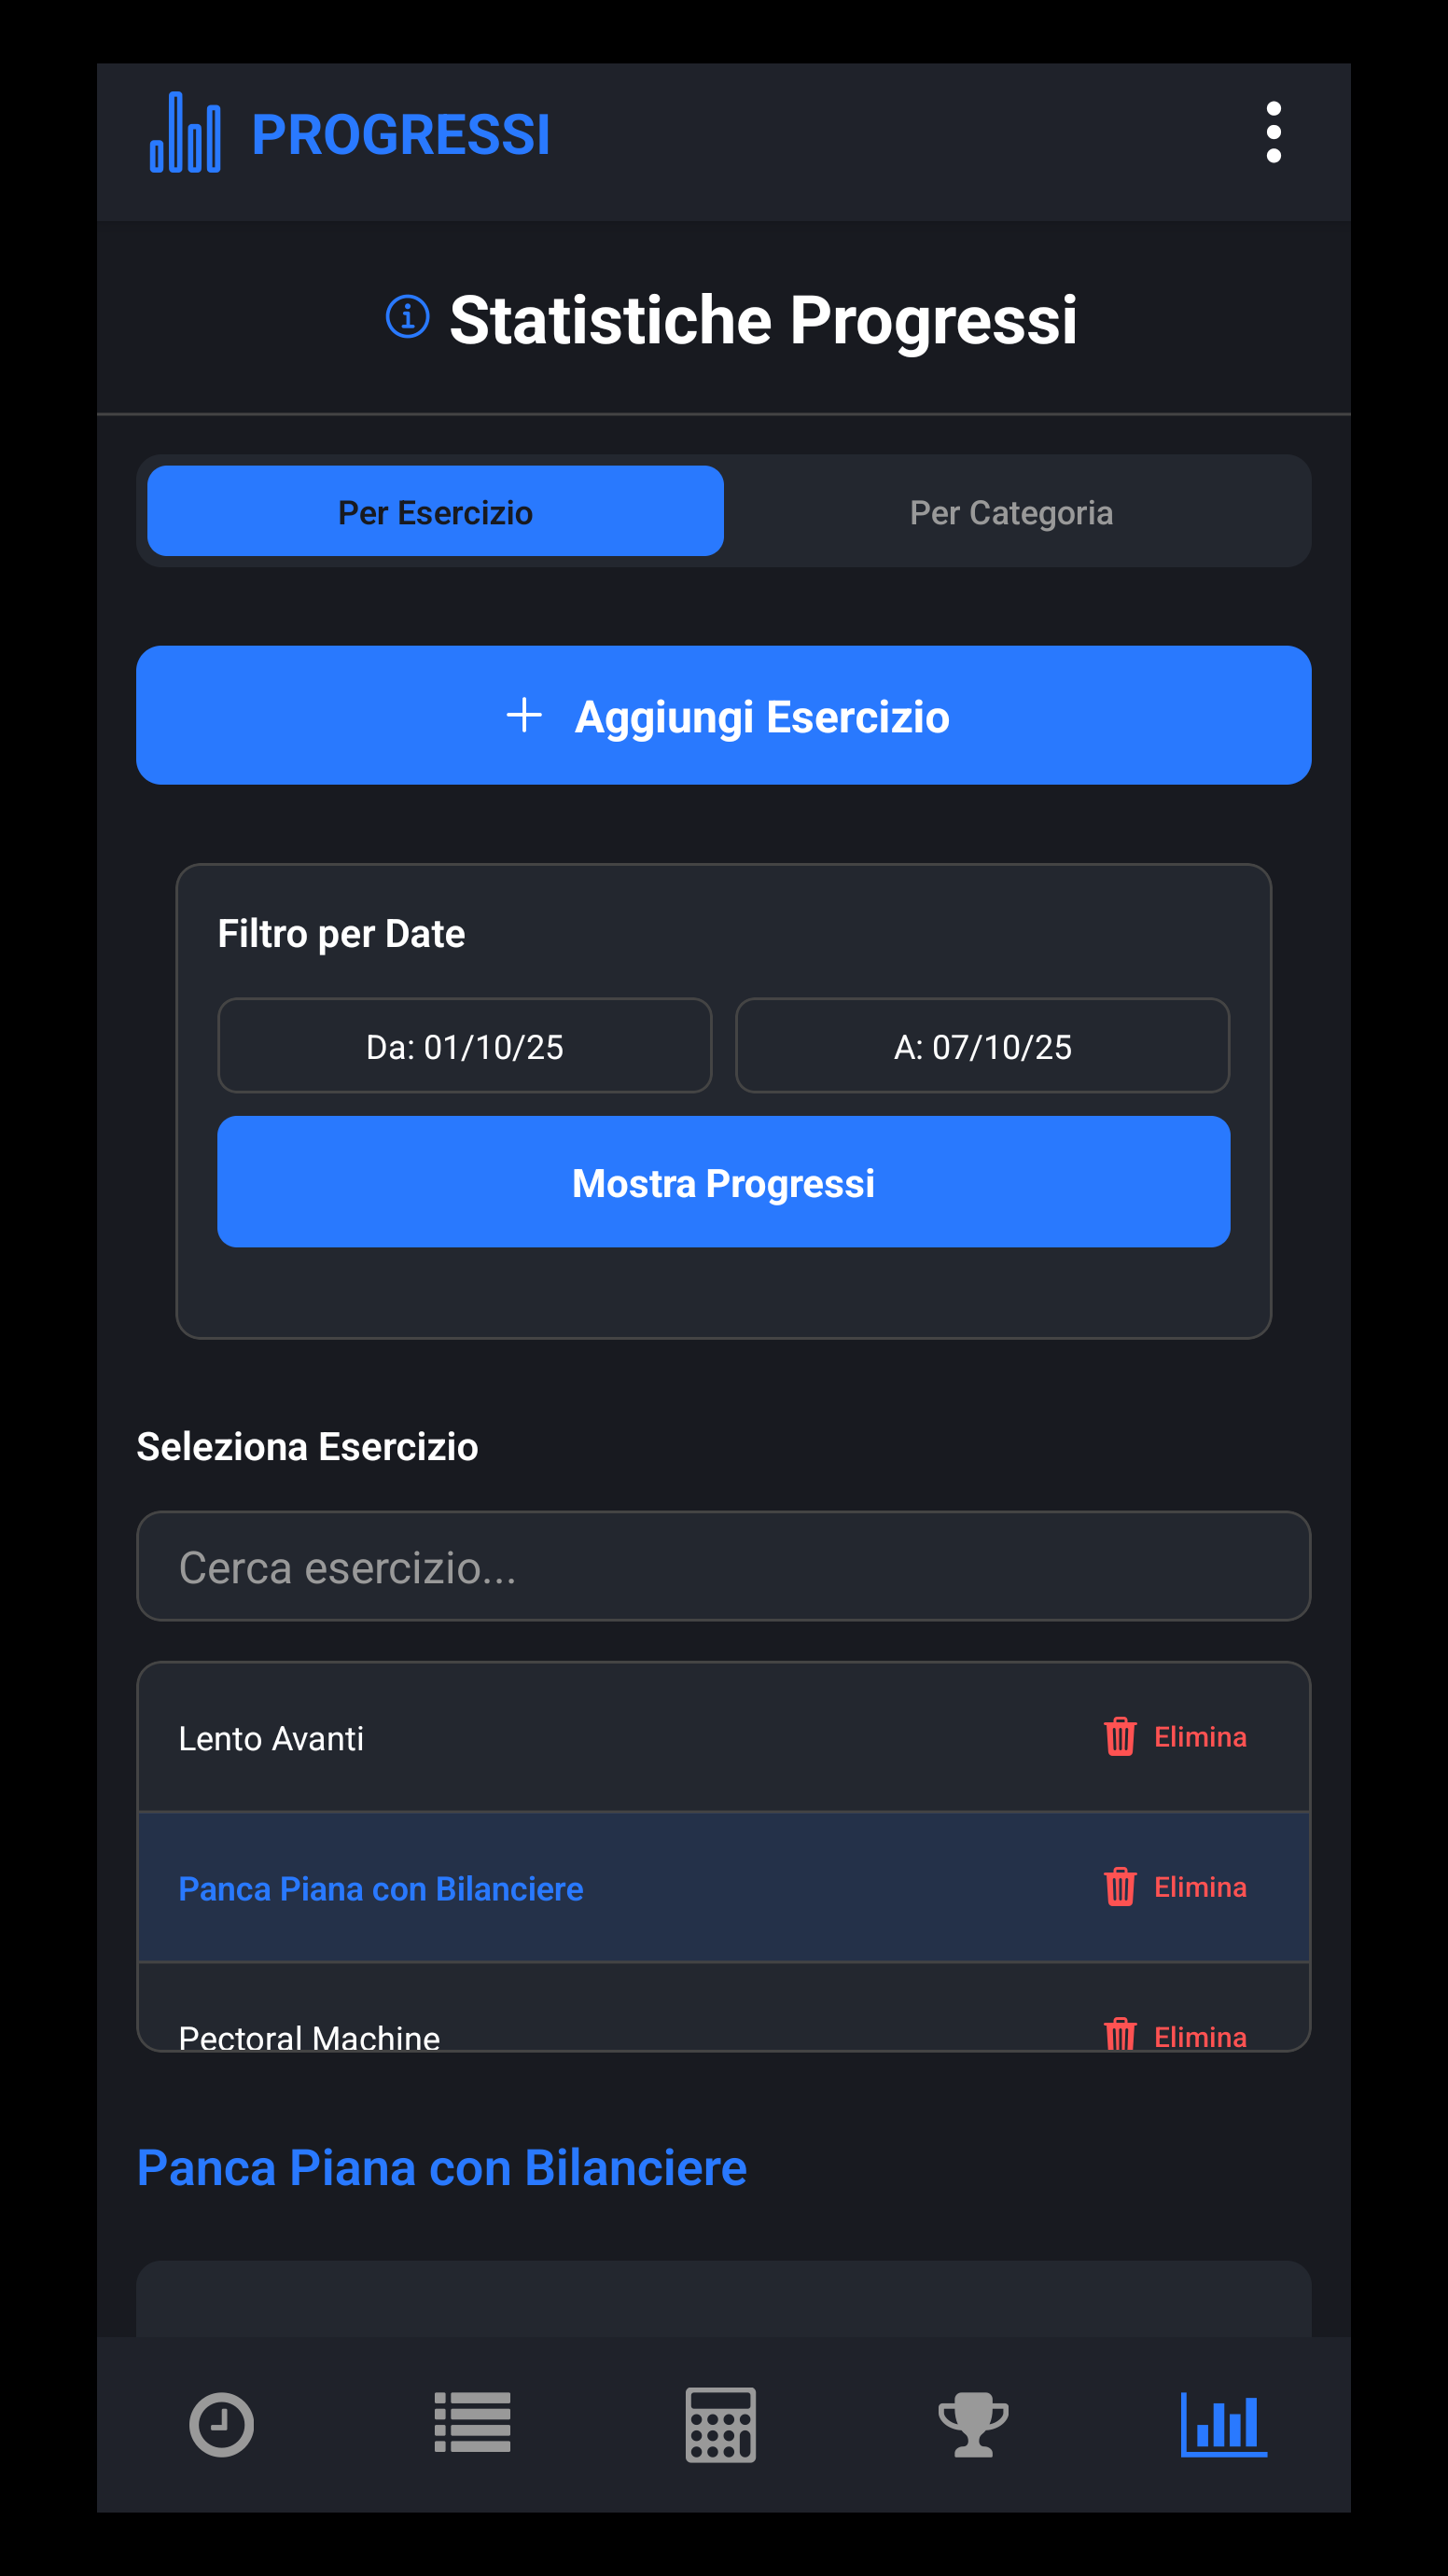 PROGRESSI
Statistiche Progressi
Per Esercizio
Per Categoria
Aggiungi Esercizio
Filtro per Date
Da: 01/10/25
A: 07/10/25
Mostra Progressi
Seleziona Esercizio
Cerca esercizio...
Lento Avanti
Elimina
Panca Piana con Bilanciere
Elimina
Pectoral Machine
Elimina
Panca Piana con Bilanciere